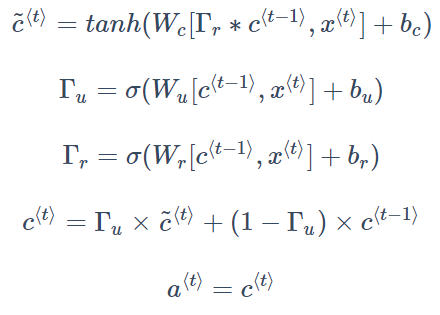 c̃⟨t⟩ = tanh(W_c[Γ_r * c⟨t−1⟩, x⟨t⟩] + b_c)
Γ_u = σ(W_u[c⟨t−1⟩, x⟨t⟩] + b_u)
Γ_r = σ(W_r[c⟨t−1⟩, x⟨t⟩] + b_r)
c⟨t⟩ = Γ_u × c̃⟨t⟩ + (1 − Γ_u) × c⟨t−1⟩
a⟨t⟩ = c⟨t⟩